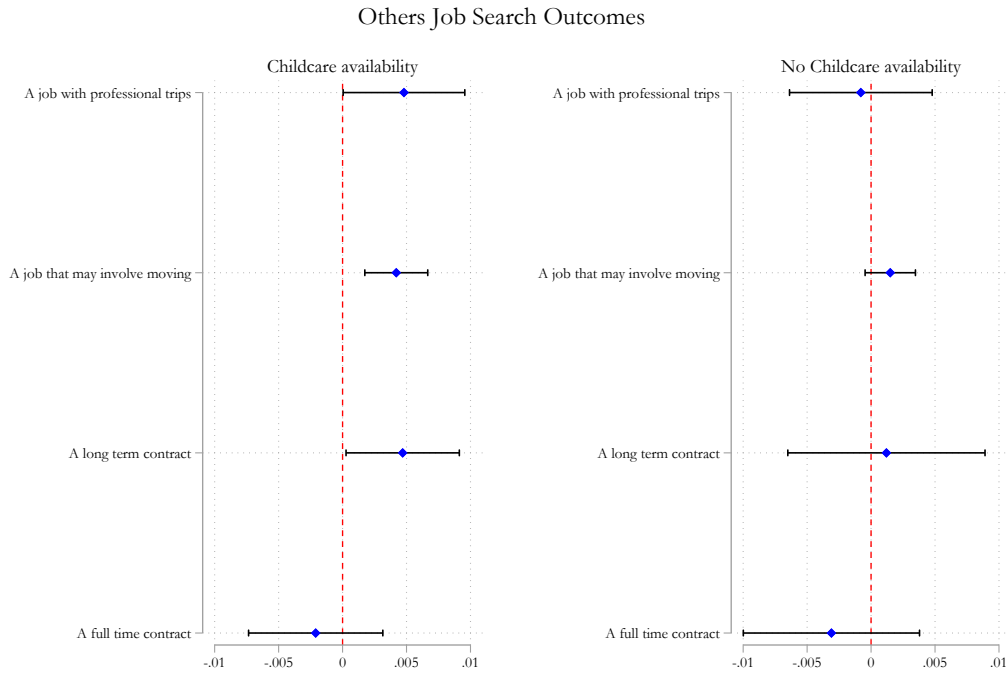 Others Job Search Outcomes
Childcare availability
A job with professional trips
A job that may involve moving
A long term contract
A full time contract
-.01 -.005 0 .005 .01
No Childcare availability
A job with professional trips
A job that may involve moving
A long term contract
A full time contract
-.01 -.005 0 .005 .01